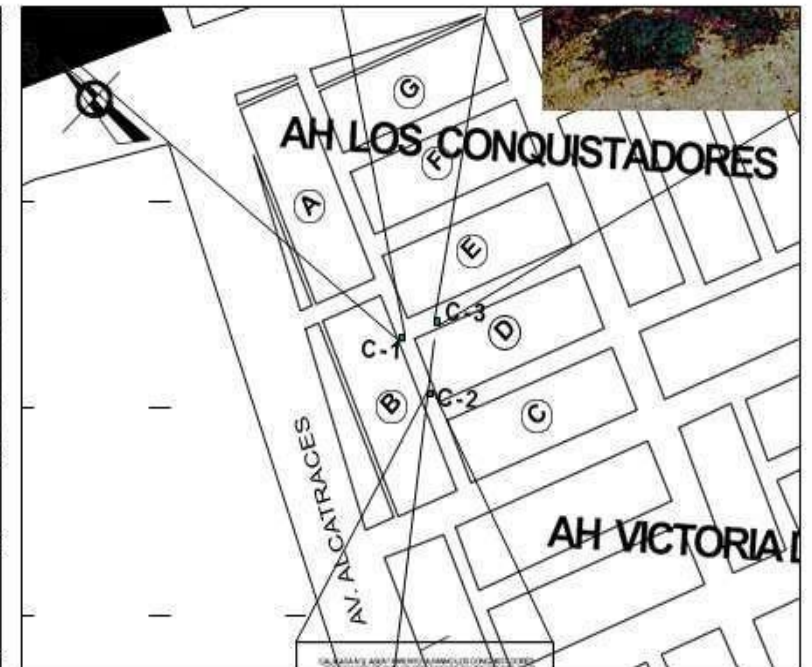 G
AH LOS CONQUISTADORES
F
A
E
C-3
D
C-1
C-2
B
C
AV. ALCATRACES
AH VICTORIA